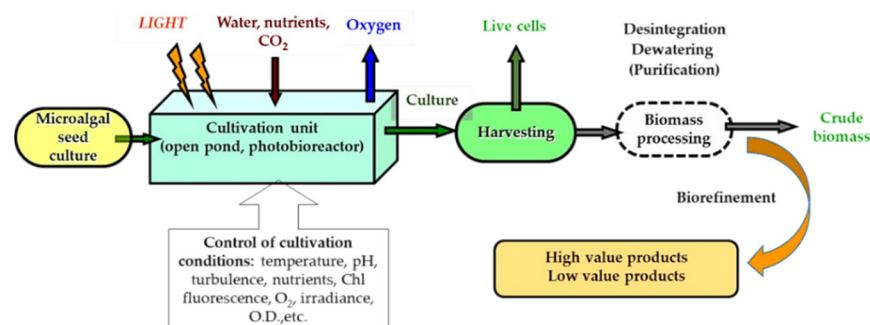 LIGHT
Water, nutrients,
CO₂
Oxygen
Live cells
Desintegration
Dewatering
(Purification)
Microalgal
seed
culture
Cultivation unit
(open pond, photobioreactor)
Culture
Harvesting
Biomass
processing
Crude
biomass
Biorefinement
Control of cultivation
conditions: temperature, pH,
turbulence, nutrients, Chl
fluorescence, O₂, irradiance,
O.D.,etc.
High value products
Low value products